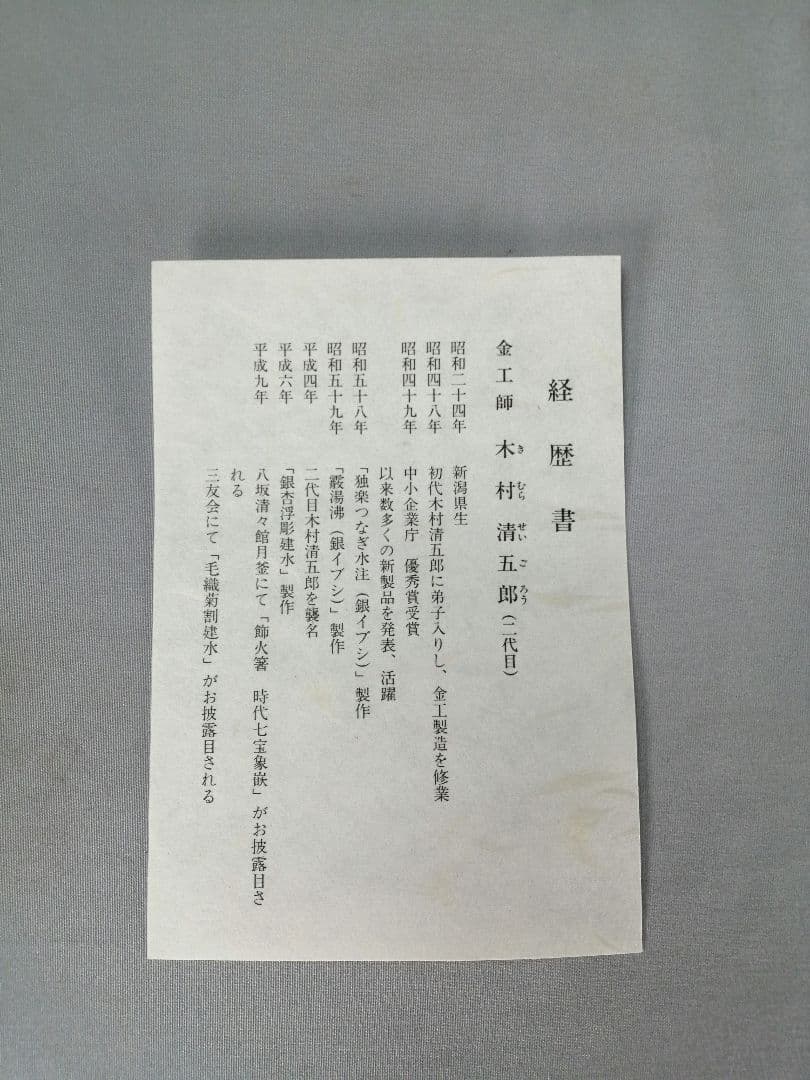 経歴書
金工師 木村清五郎(二代目)
き むら せい ご ろう
昭和二十四年 新潟県生
昭和四十八年 初代木村清五郎に弟子入りし、金工製造を修業
昭和四十九年 中小企業庁 優秀賞受賞
以来数多くの新製品を発表、活躍
昭和五十八年 「独楽つなぎ水注(銀イブシ)」製作
昭和五十九年 「霰湯沸(銀イブシ)」製作
平成四年 二代目木村清五郎を襲名
平成六年 「銀杏浮彫建水」製作
平成九年 八坂清々館月釜にて「飾火箸 時代七宝象嵌」がお披露目さ
れる
三友会にて「毛織菊割建水」がお披露目される